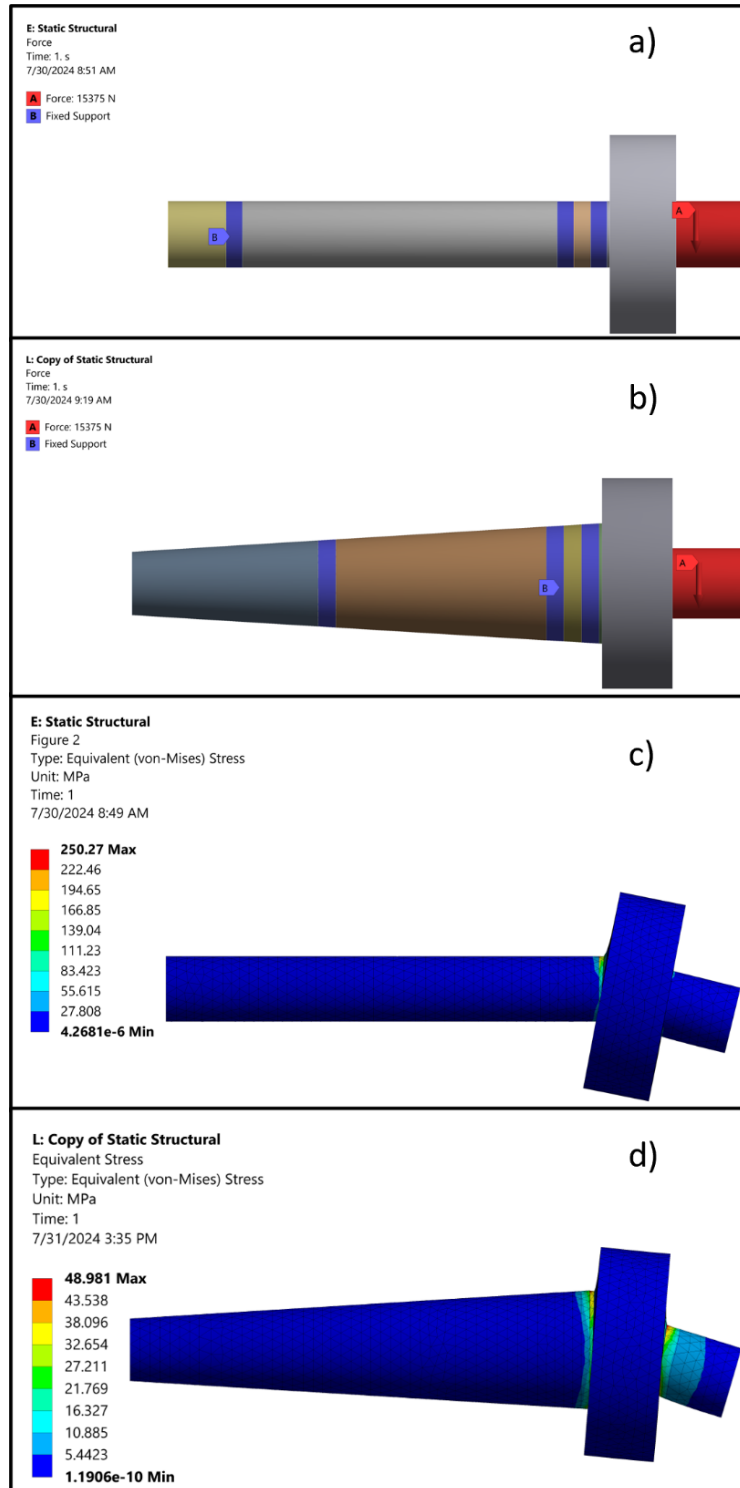 E: Static Structural
Force
Time: 1. s
7/30/2024 8:51 AM
A Force: 15375 N
B Fixed Support
a)
B
A
L: Copy of Static Structural
Force
Time: 1. s
7/30/2024 9:19 AM
A Force: 15375 N
B Fixed Support
b)
B
A
E: Static Structural
Figure 2
Type: Equivalent (von-Mises) Stress
Unit: MPa
Time: 1
7/30/2024 8:49 AM
c)
250.27 Max
222.46
194.65
166.85
139.04
111.23
83.423
55.615
27.808
4.2681e-6 Min
L: Copy of Static Structural
Equivalent Stress
Type: Equivalent (von-Mises) Stress
Unit: MPa
Time: 1
7/31/2024 3:35 PM
d)
48.981 Max
43.538
38.096
32.654
27.211
21.769
16.327
10.885
5.4423
1.1906e-10 Min